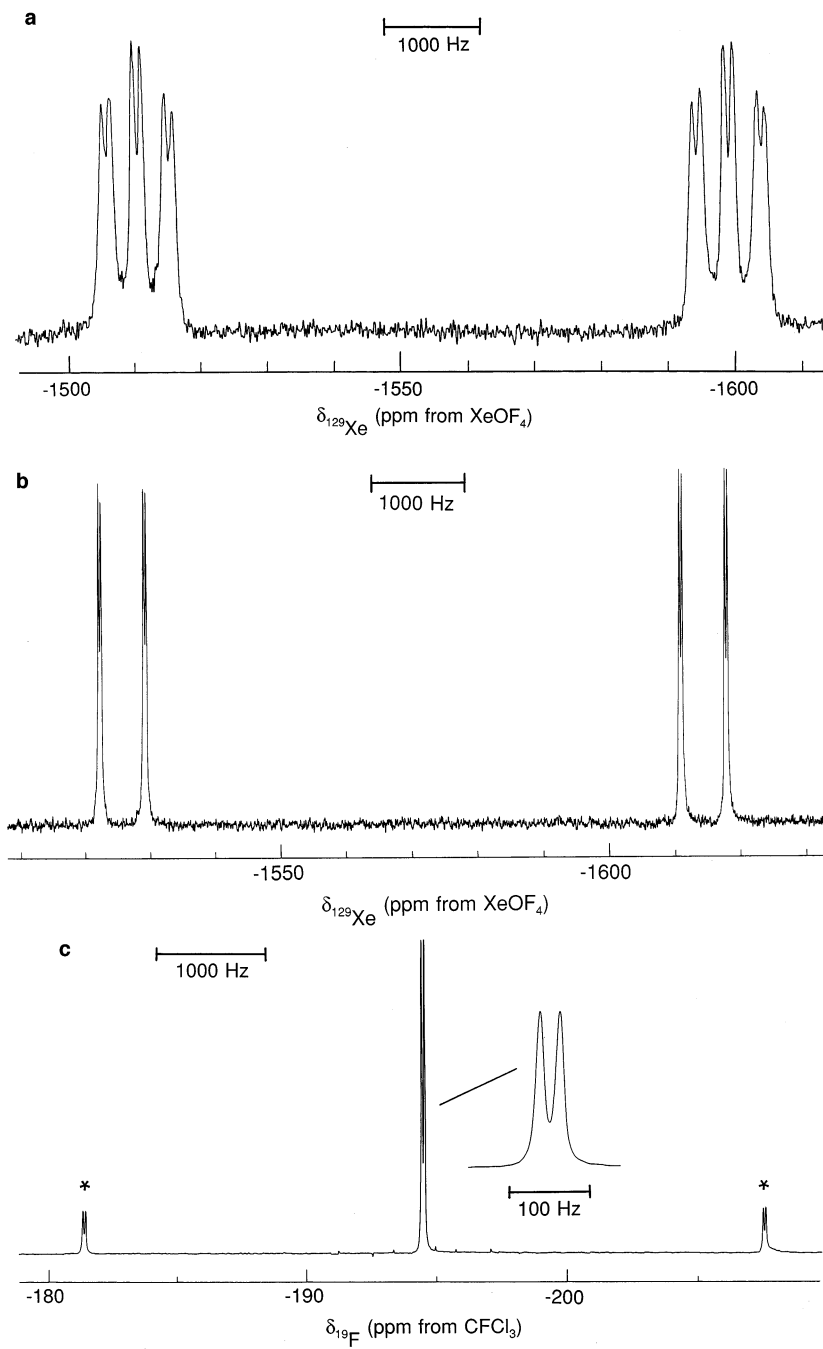 a
1000 Hz
-1500 -1550 -1600
δ129Xe (ppm from XeOF4)
b
1000 Hz
-1550 -1600
δ129Xe (ppm from XeOF4)
c
1000 Hz
* *
100 Hz
-180 -190 -200
δ19F (ppm from CFCl3)